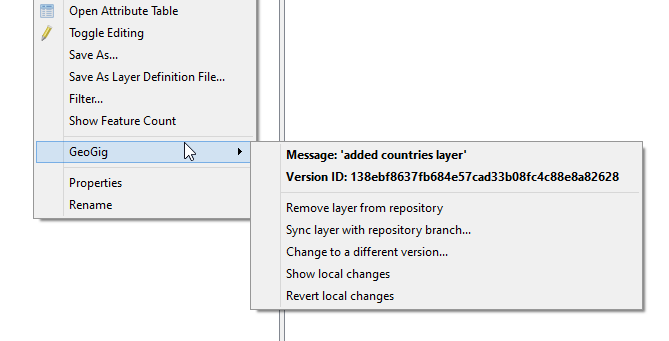 Open Attribute Table
Toggle Editing
Save As...
Save As Layer Definition File...
Filter...
Show Feature Count
GeoGig
Properties
Rename
Message: 'added countries layer'
Version ID: 138ebf8637fb684e57cad33b08fc4c88e8a82628
Remove layer from repository
Sync layer with repository branch...
Change to a different version...
Show local changes
Revert local changes